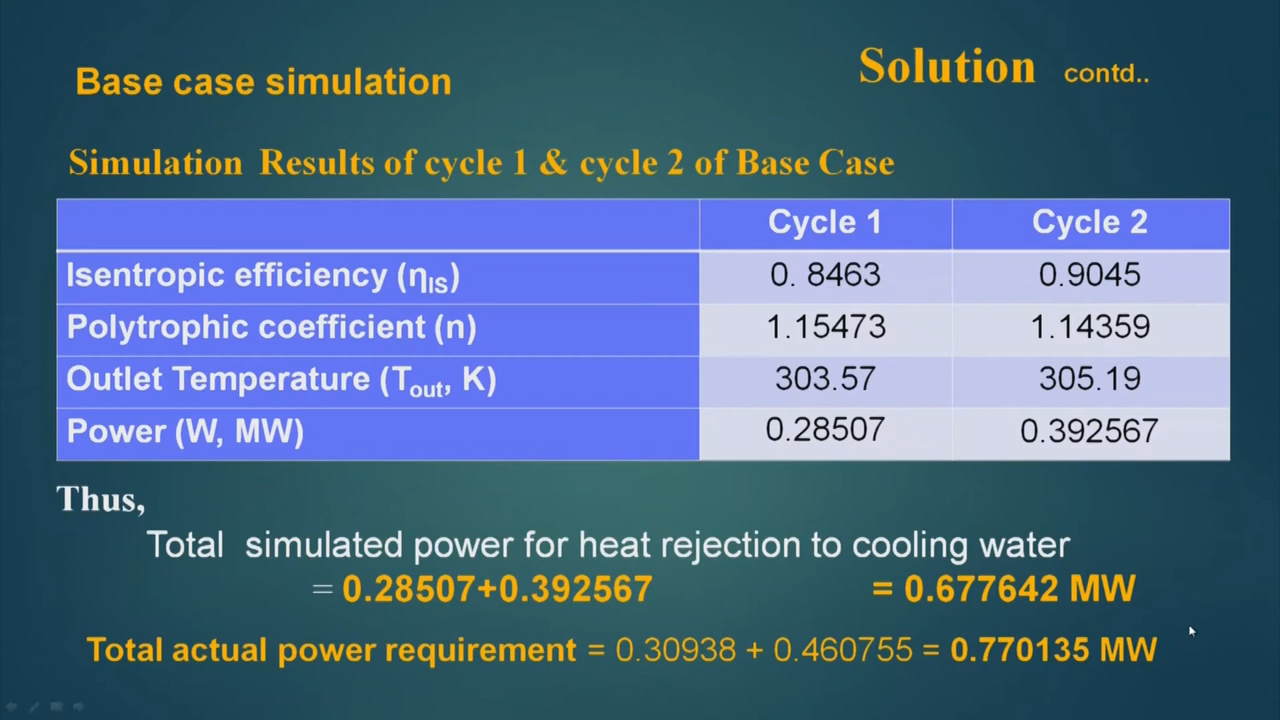 Base case simulation
Solution contd..
Simulation Results of cycle 1 & cycle 2 of Base Case
Cycle 1 Cycle 2
Isentropic efficiency (ηIS) 0. 8463 0.9045
Polytrophic coefficient (n) 1.15473 1.14359
Outlet Temperature (Tout, K) 303.57 305.19
Power (W, MW) 0.28507 0.392567
Thus,
Total simulated power for heat rejection to cooling water
= 0.28507+0.392567 = 0.677642 MW
Total actual power requirement = 0.30938 + 0.460755 = 0.770135 MW